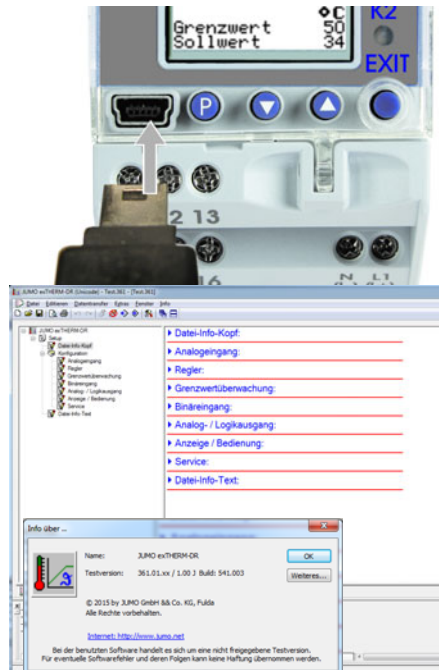 °C
K2
Grenzwert 50
Sollwert 34
EXIT
P
2 13
16
N L1
JUMO exTHERM-DR (Unicode) - Test.361 - [Test.361]
Datei Editieren Datentransfer Extras Fenster Info
JUMO exTHERM-DR
Setup
Datei-Info-Kopf
Konfiguration
Analogeingang
Regler
Grenzwertüberwachung
Binäreingang
Analog- / Logikausgang
Anzeige / Bedienung
Service
Datei-Info-Text
Datei-Info-Kopf:
Analogeingang:
Regler:
Grenzwertüberwachung:
Binäreingang:
Analog- / Logikausgang:
Anzeige / Bedienung:
Service:
Datei-Info-Text:
Info über ...
Name: JUMO exTHERM-DR
OK
Testversion: 361.01.xx / 1.00 J Build: 541.003
Weiteres...
© 2015 by JUMO GmbH && Co. KG, Fulda
Alle Rechte vorbehalten.
Internet: http://www.jumo.net
Bei der benutzten Software handelt es sich um eine nicht freigegebene Testversion.
Für eventuelle Softwarefehler und deren Folgen kann keine Haftung übernommen werden.